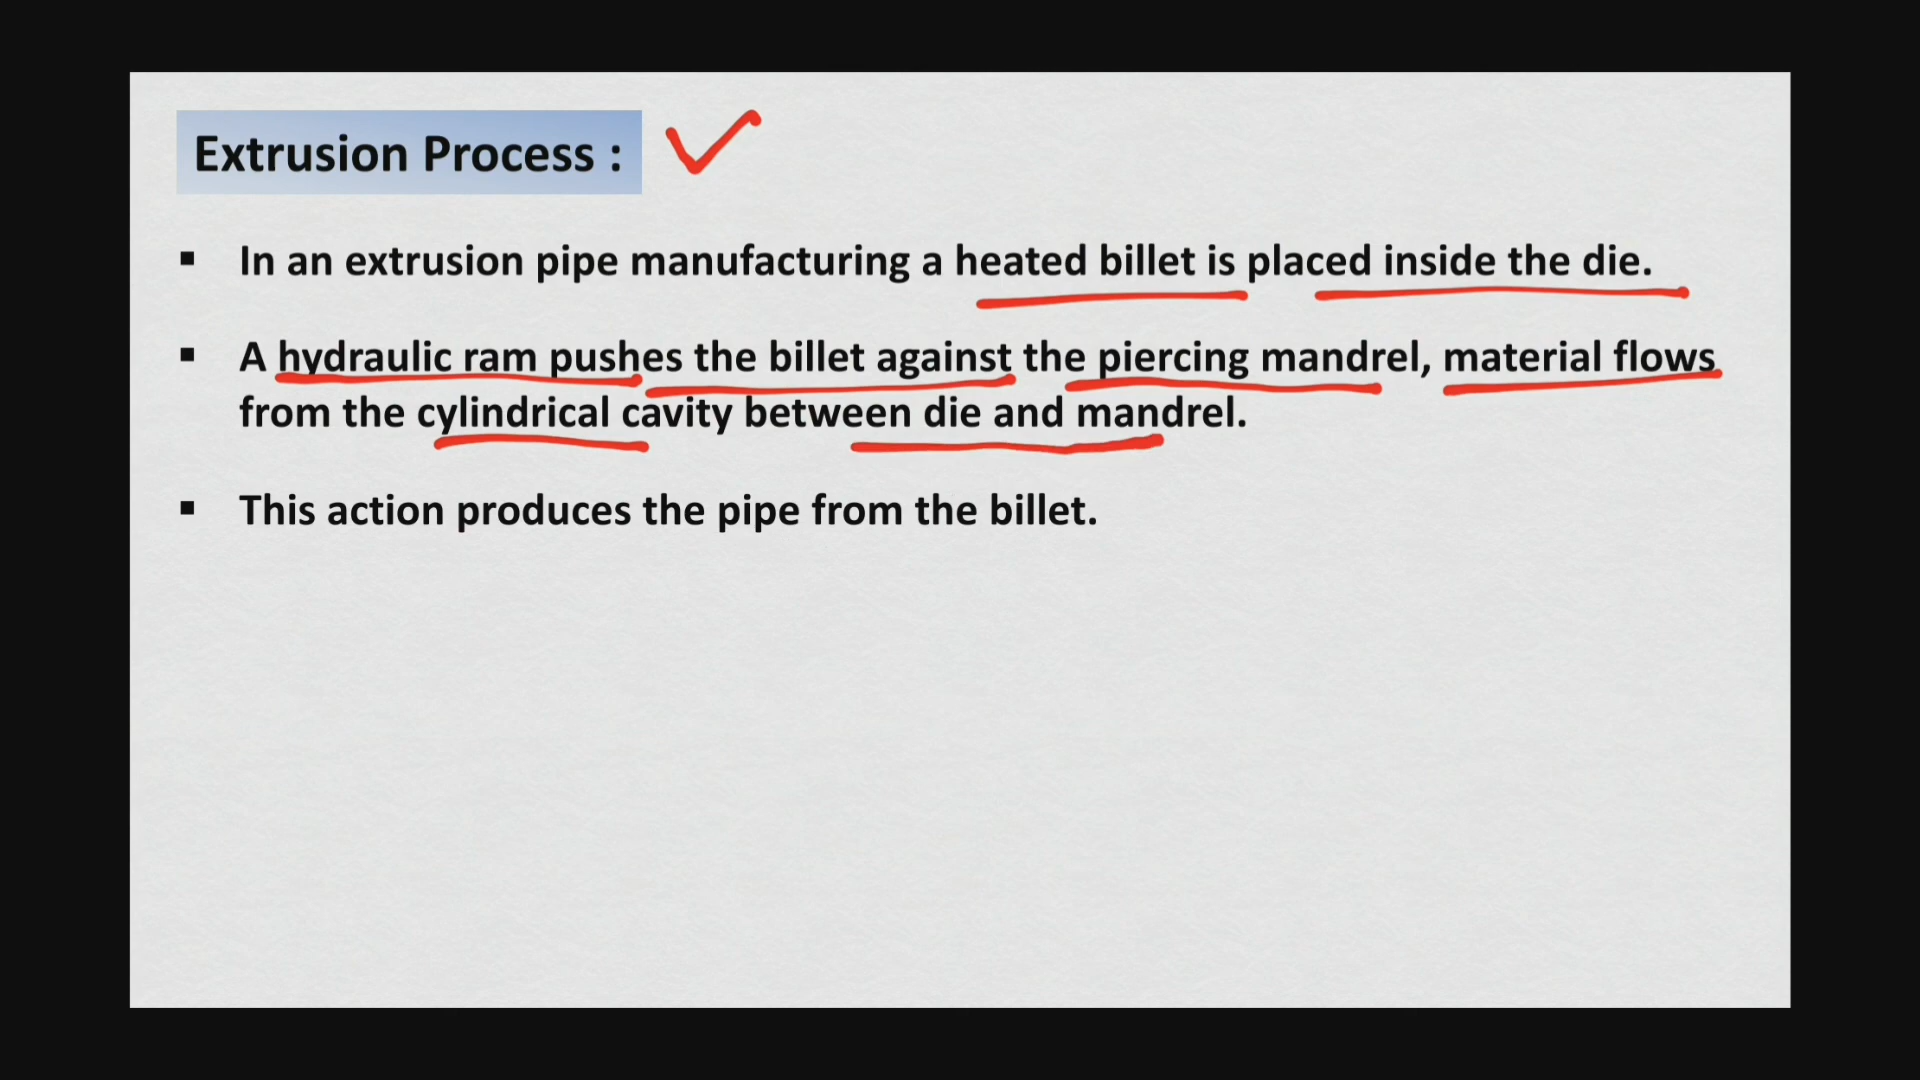 Extrusion Process :
▪ In an extrusion pipe manufacturing a heated billet is placed inside the die.
▪ A hydraulic ram pushes the billet against the piercing mandrel, material flows
from the cylindrical cavity between die and mandrel.
▪ This action produces the pipe from the billet.